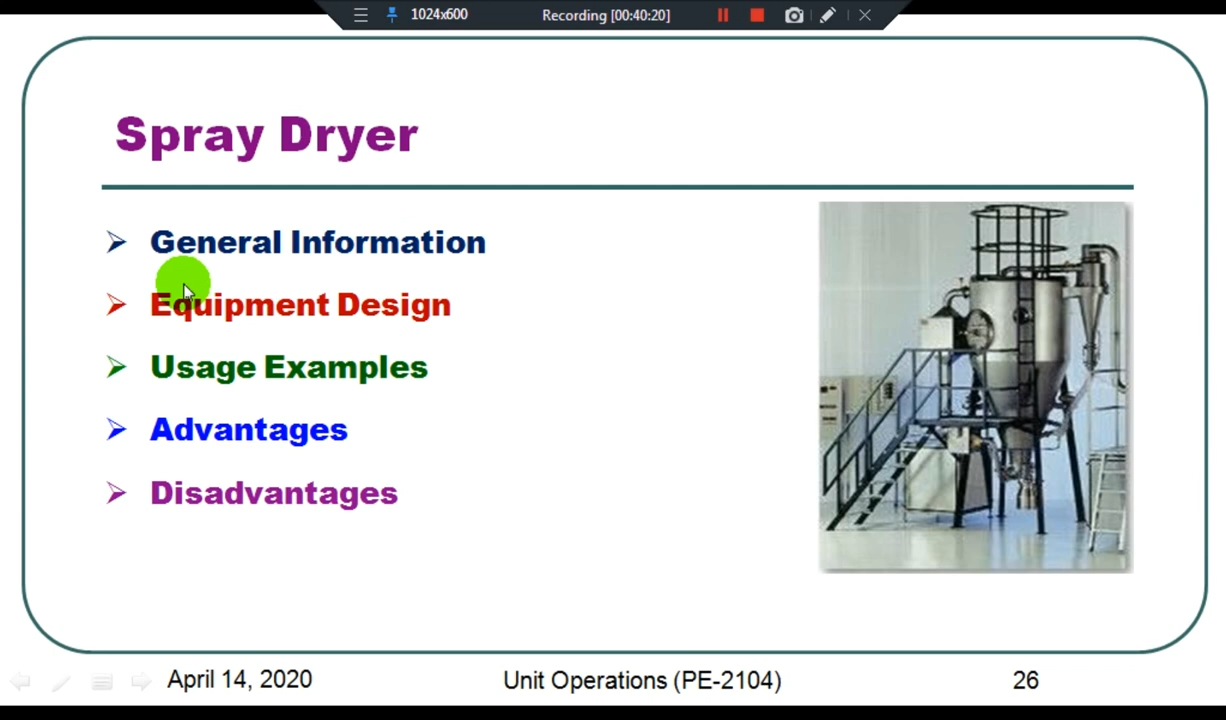 1024x600
Recording [00:40:20]
Spray Dryer
General Information
Equipment Design
Usage Examples
Advantages
Disadvantages
April 14, 2020
Unit Operations (PE-2104)
26